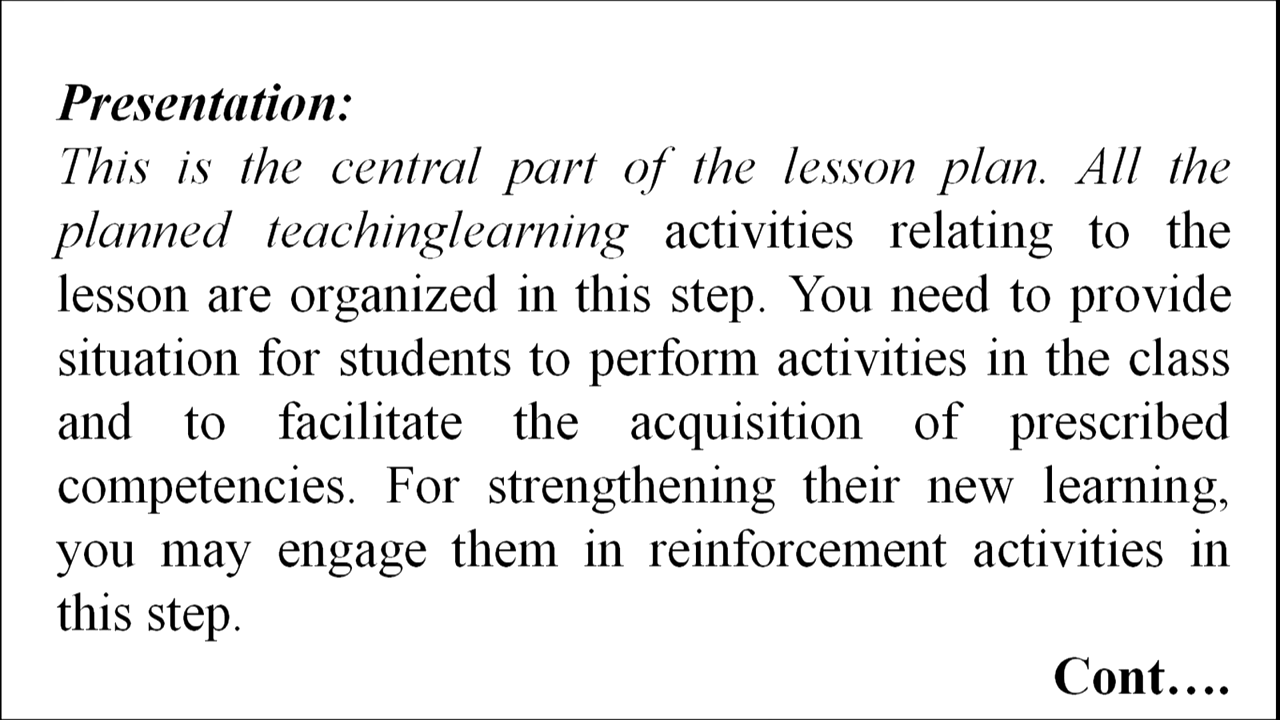 Presentation:
This is the central part of the lesson plan. All the
planned teachinglearning activities relating to the
lesson are organized in this step. You need to provide
situation for students to perform activities in the class
and to facilitate the acquisition of prescribed
competencies. For strengthening their new learning,
you may engage them in reinforcement activities in
this step.
Cont....